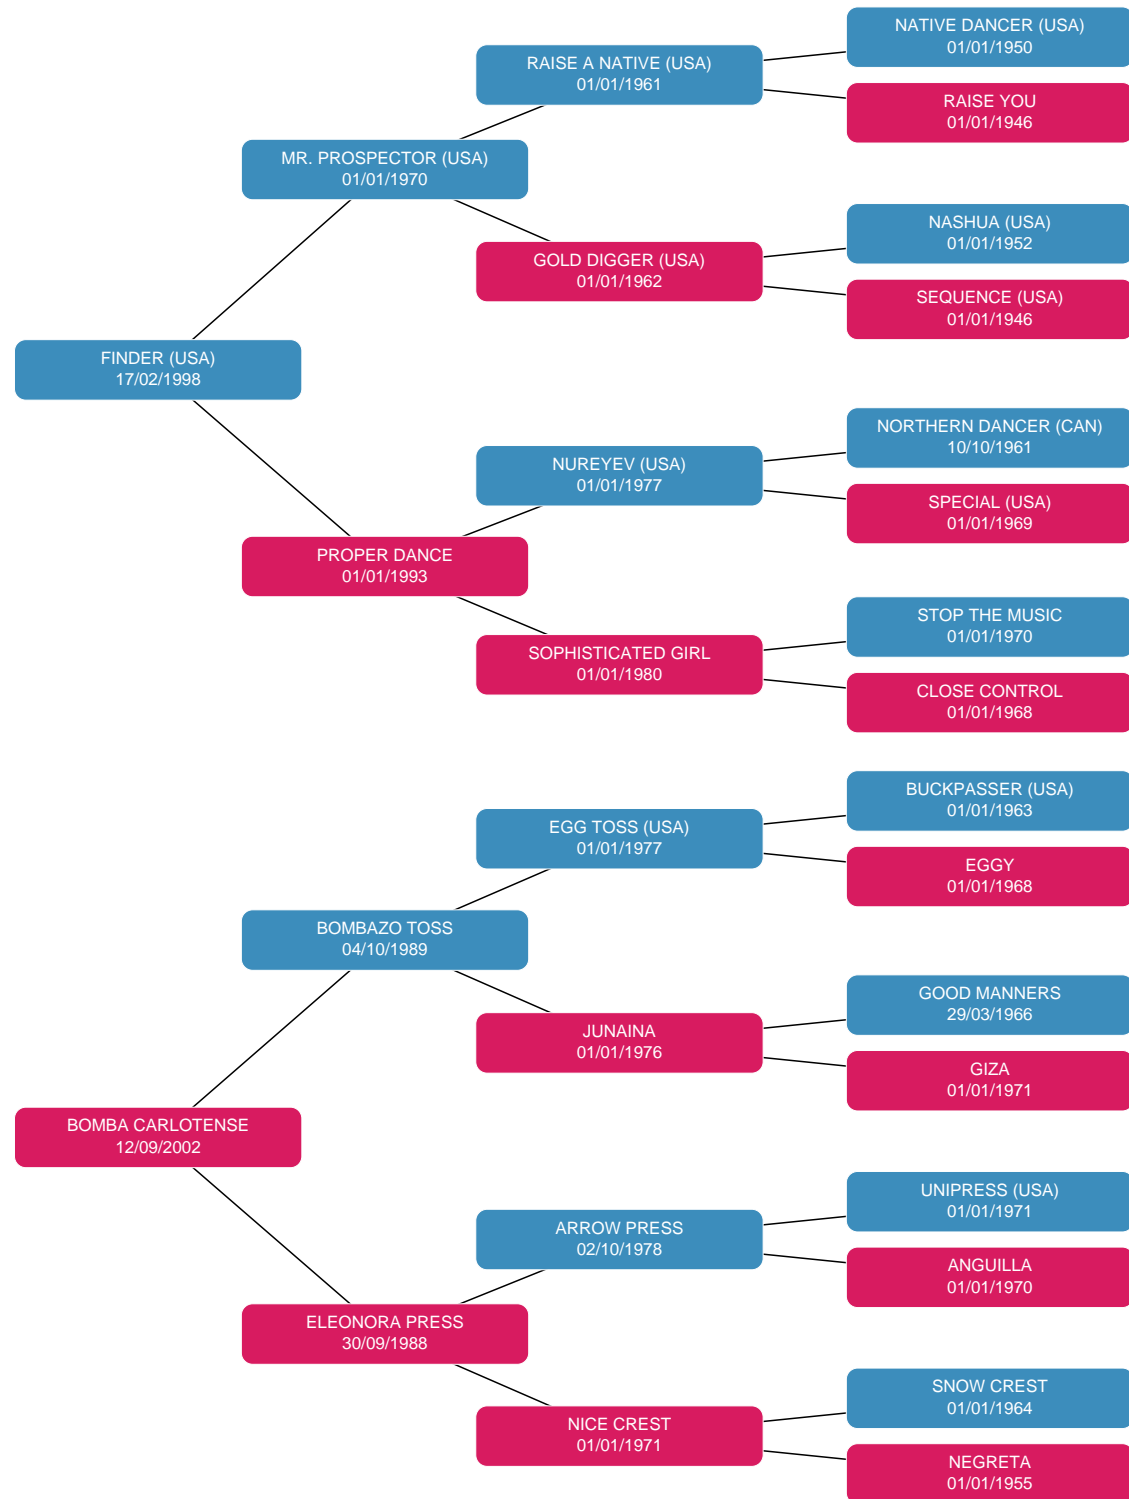 NATIVE DANCER (USA)
01/01/1950
RAISE A NATIVE (USA)
01/01/1961
RAISE YOU
01/01/1946
MR. PROSPECTOR (USA)
01/01/1970
NASHUA (USA)
01/01/1952
GOLD DIGGER (USA)
01/01/1962
SEQUENCE (USA)
01/01/1946
FINDER (USA)
17/02/1998
NORTHERN DANCER (CAN)
10/10/1961
NUREYEV (USA)
01/01/1977
SPECIAL (USA)
01/01/1969
PROPER DANCE
01/01/1993
STOP THE MUSIC
01/01/1970
SOPHISTICATED GIRL
01/01/1980
CLOSE CONTROL
01/01/1968
BUCKPASSER (USA)
01/01/1963
EGG TOSS (USA)
01/01/1977
EGGY
01/01/1968
BOMBAZO TOSS
04/10/1989
GOOD MANNERS
29/03/1966
JUNAINA
01/01/1976
GIZA
01/01/1971
BOMBA CARLOTENSE
12/09/2002
UNIPRESS (USA)
01/01/1971
ARROW PRESS
02/10/1978
ANGUILLA
01/01/1970
ELEONORA PRESS
30/09/1988
SNOW CREST
01/01/1964
NICE CREST
01/01/1971
NEGRETA
01/01/1955